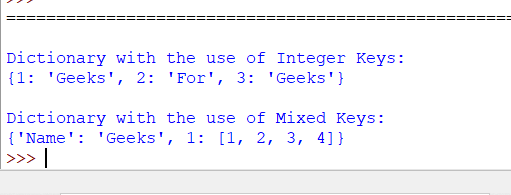 ==================================================
Dictionary with the use of Integer Keys:
{1: 'Geeks', 2: 'For', 3: 'Geeks'}
Dictionary with the use of Mixed Keys:
{'Name': 'Geeks', 1: [1, 2, 3, 4]}
>>>